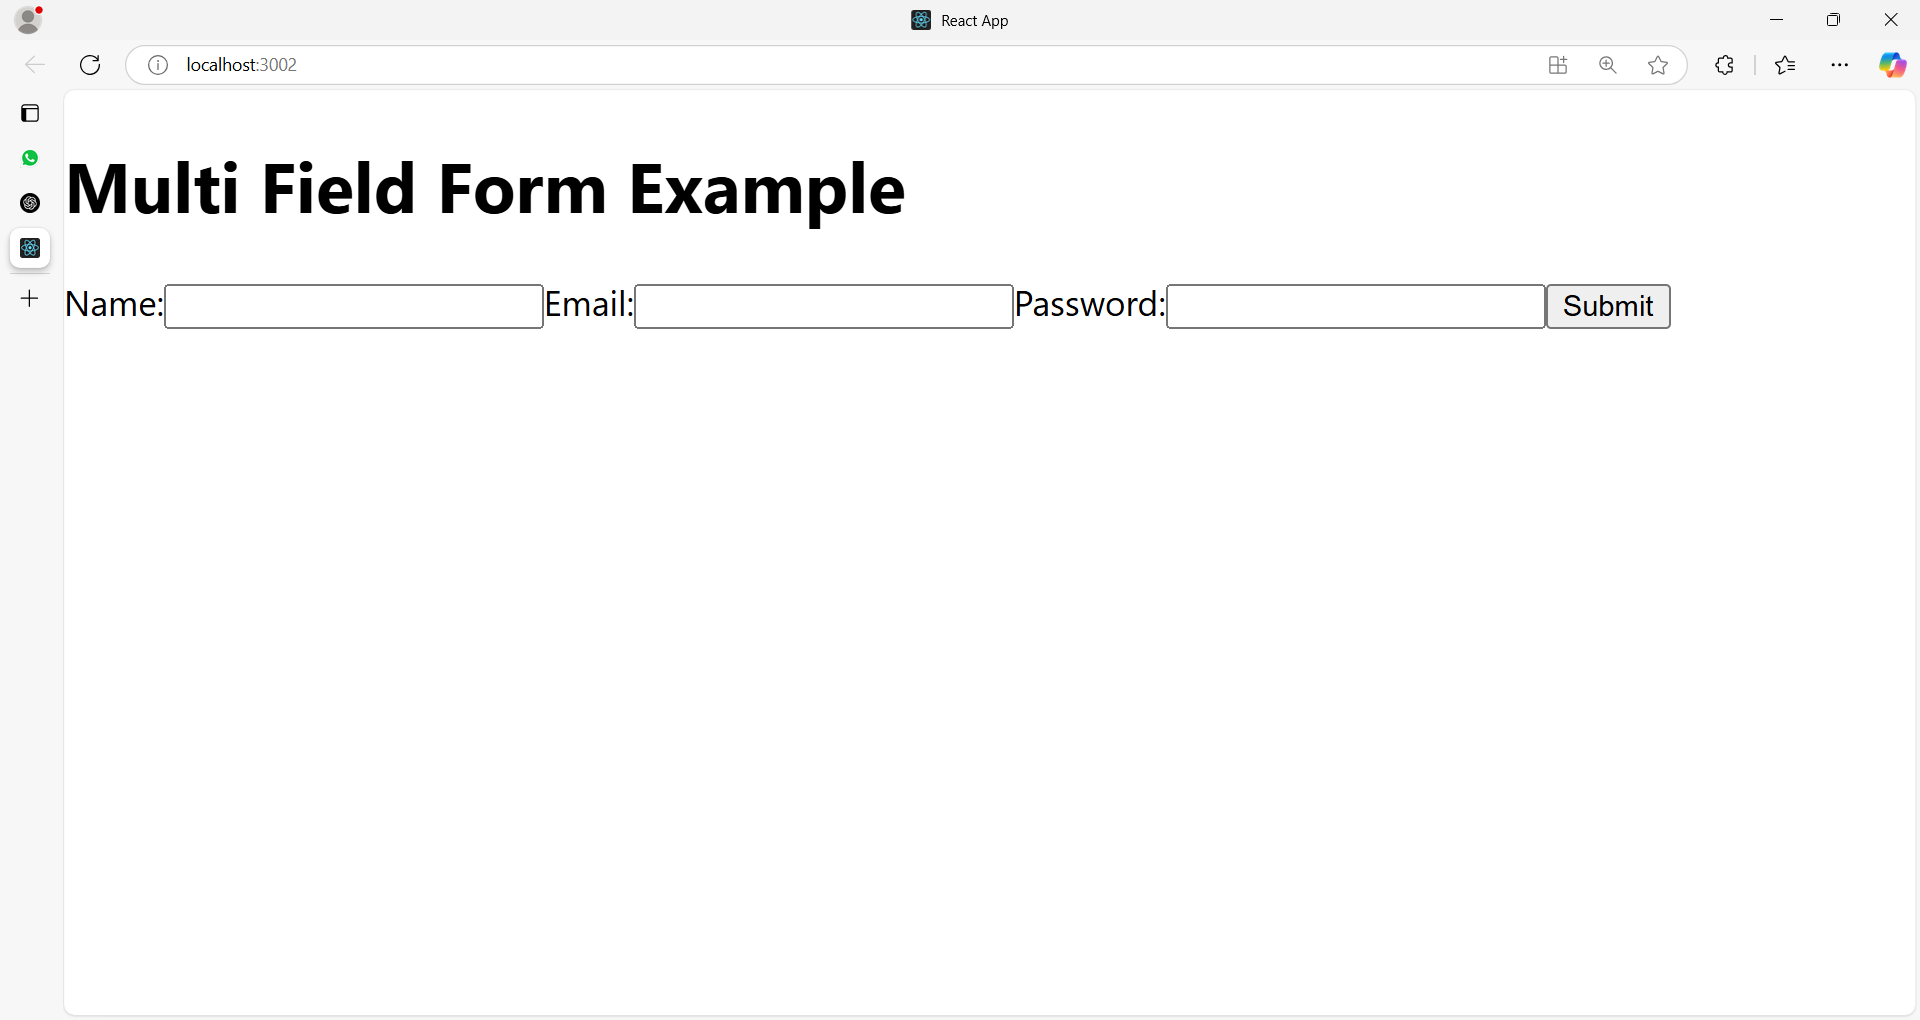 React App
localhost:3002
Multi Field Form Example
Name: Email: Password: Submit